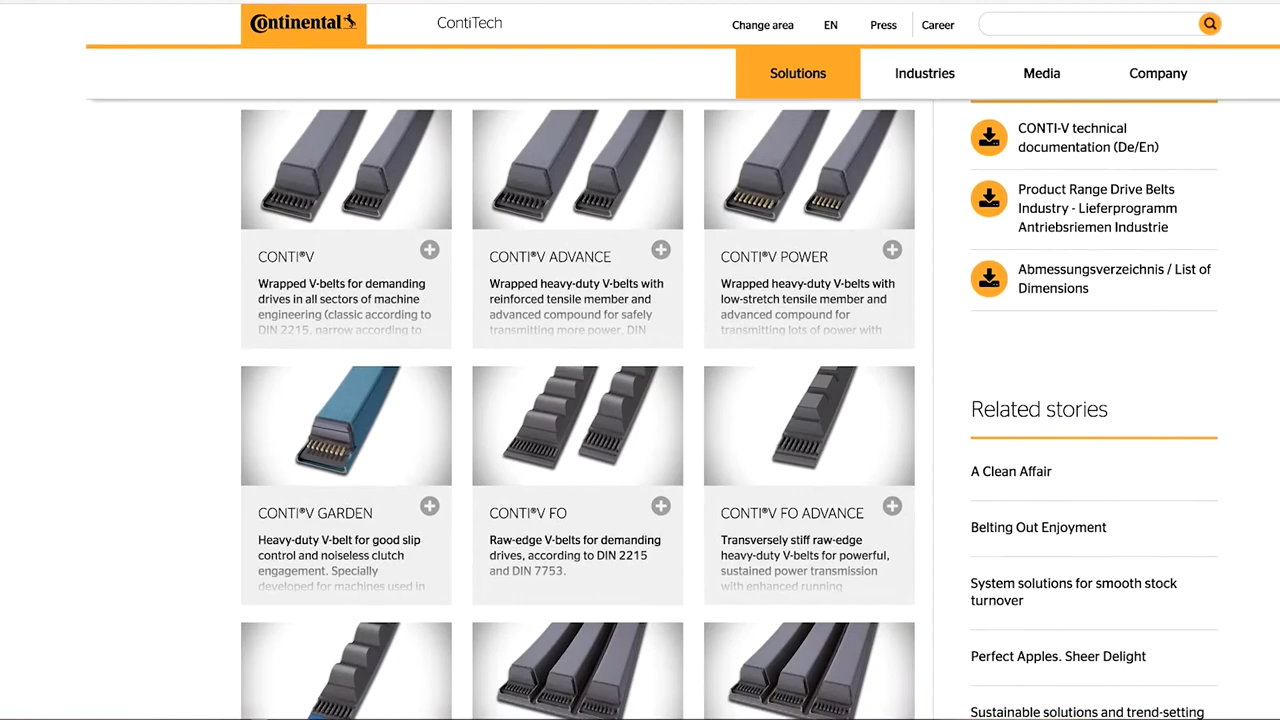 Continental
ContiTech
Change area
EN
Press
Career
Solutions
Industries
Media
Company
CONTI®V
Wrapped V-belts for demanding
drives in all sectors of machine
engineering (classic according to
DIN 2215, narrow according to
CONTI®V ADVANCE
Wrapped heavy-duty V-belts with
reinforced tensile member and
advanced compound for safely
transmitting more power. DIN
CONTI®V POWER
Wrapped heavy-duty V-belts with
low-stretch tensile member and
advanced compound for
transmitting lots of power with
CONTI®V GARDEN
Heavy-duty V-belt for good slip
control and noiseless clutch
engagement. Specially
developed for machines used in
CONTI®V FO
Raw-edge V-belts for demanding
drives, according to DIN 2215
and DIN 7753.
CONTI®V FO ADVANCE
Transversely stiff raw-edge
heavy-duty V-belts for powerful,
sustained power transmission
with enhanced running
CONTI-V technical
documentation (De/En)
Product Range Drive Belts
Industry - Lieferprogramm
Antriebsriemen Industrie
Abmessungsverzeichnis / List of
Dimensions
Related stories
A Clean Affair
Belting Out Enjoyment
System solutions for smooth stock
turnover
Perfect Apples. Sheer Delight
Sustainable solutions and trend-setting